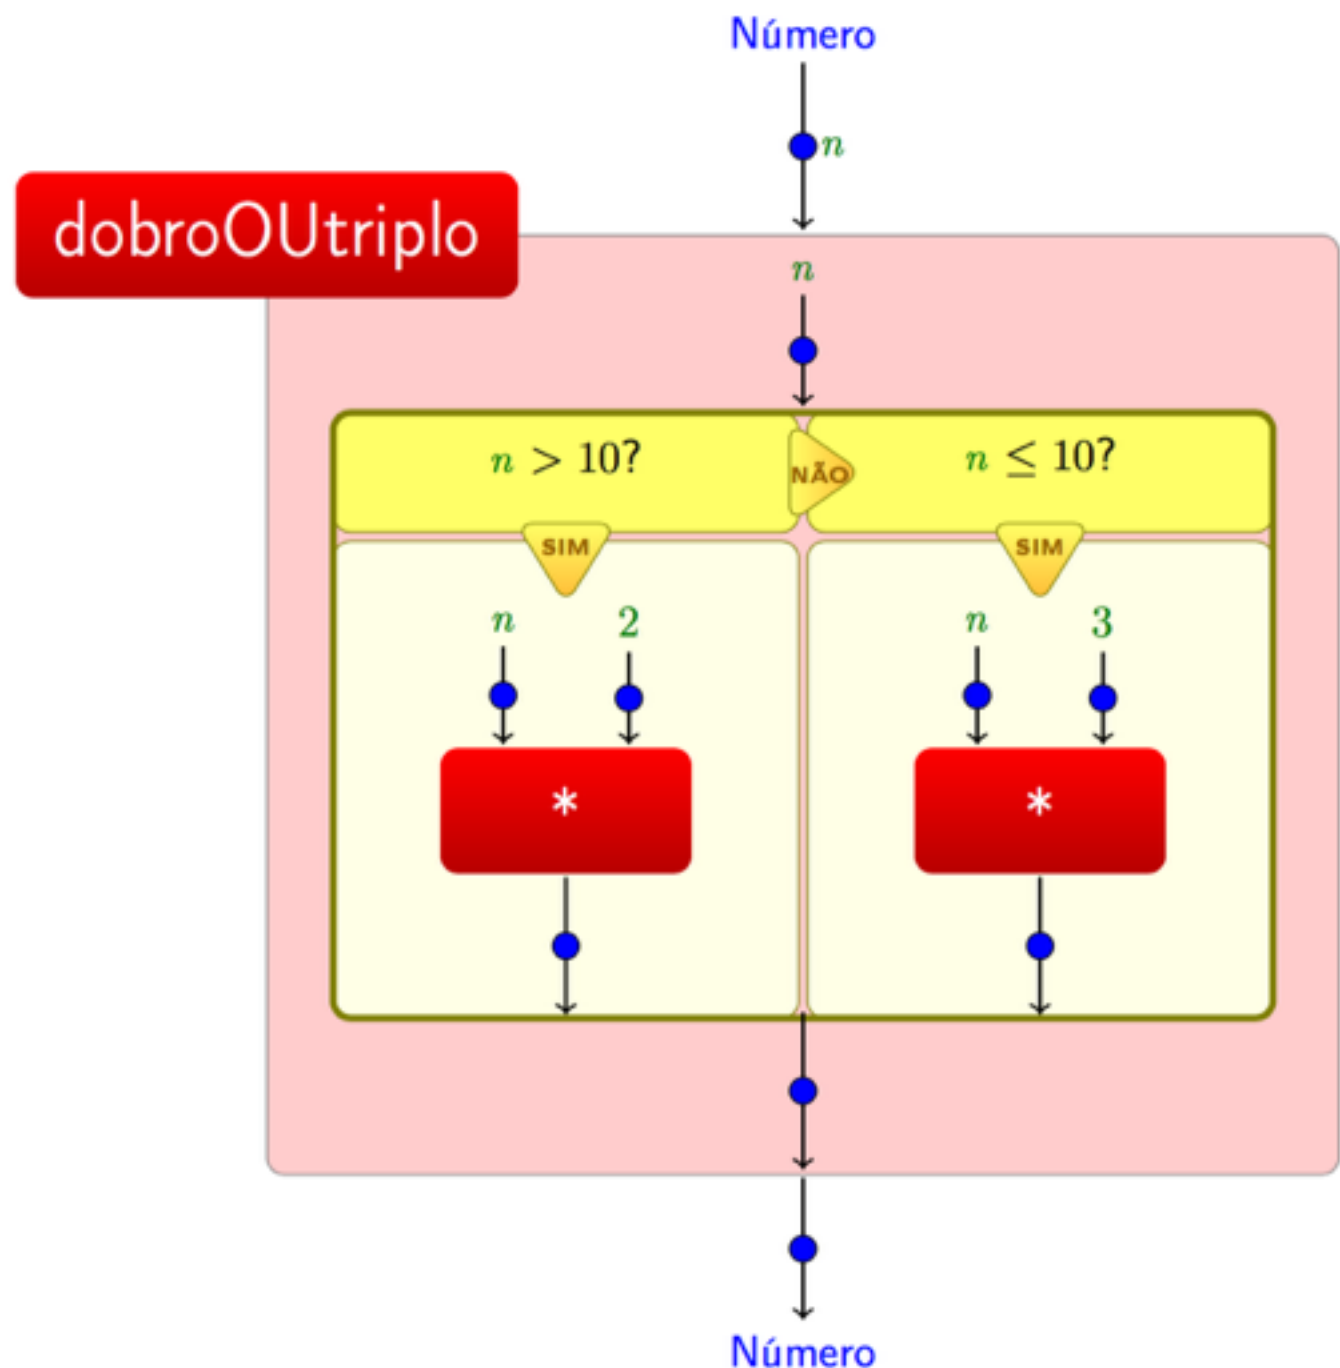 Número
n
dobroOUtriplo
n
n > 10?
NÃO
n ≤ 10?
SIM
SIM
n 2
n 3
*
*
Número